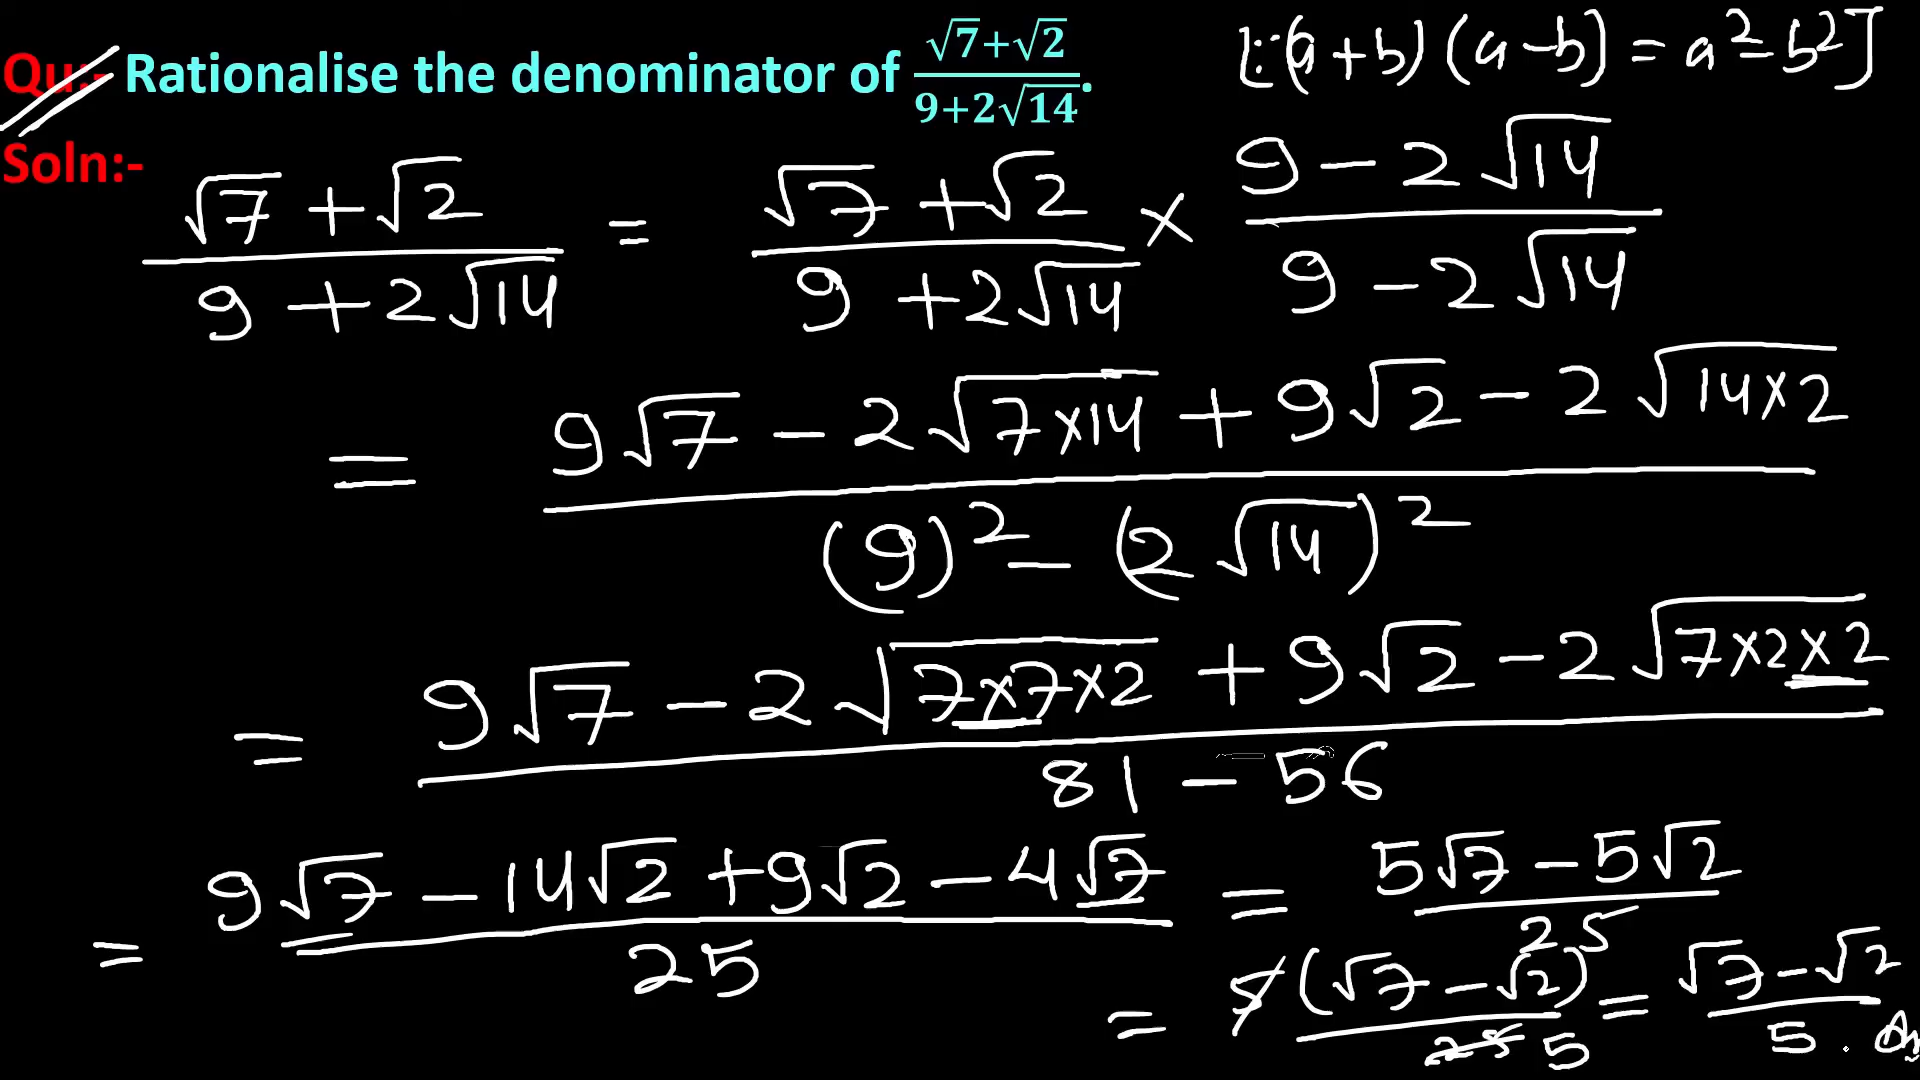 Qu:- Rationalise the denominator of (√7+√2)/(9+2√14). [∵(a+b)(a-b) = a²-b²]
Soln:-
(√7 + √2)/(9 + 2√14) = (√7 + √2)/(9 + 2√14) × (9 - 2√14)/(9 - 2√14)
= (9√7 - 2√(7×14) + 9√2 - 2√(14×2))/((9)² - (2√14)²)
= (9√7 - 2√(7×7×2) + 9√2 - 2√(7×2×2))/(81 - 56)
= (9√7 - 14√2 + 9√2 - 4√7)/25 = (5√7 - 5√2)/25
= 5(√7 - √2)/25 5 = (√7 - √2)/5 .